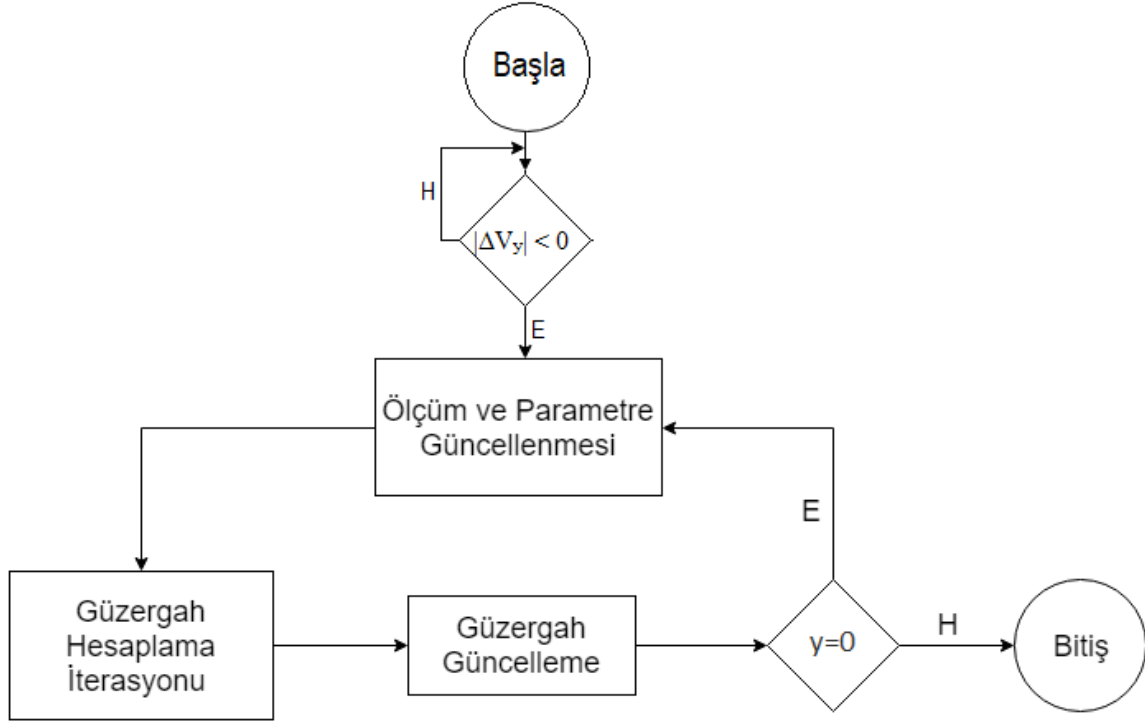 Başla
H
|ΔVy| < 0
E
Ölçüm ve Parametre
Güncellenmesi
E
Güzergah
Hesaplama
İterasyonu
Güzergah
Güncelleme
y=0
H
Bitiş